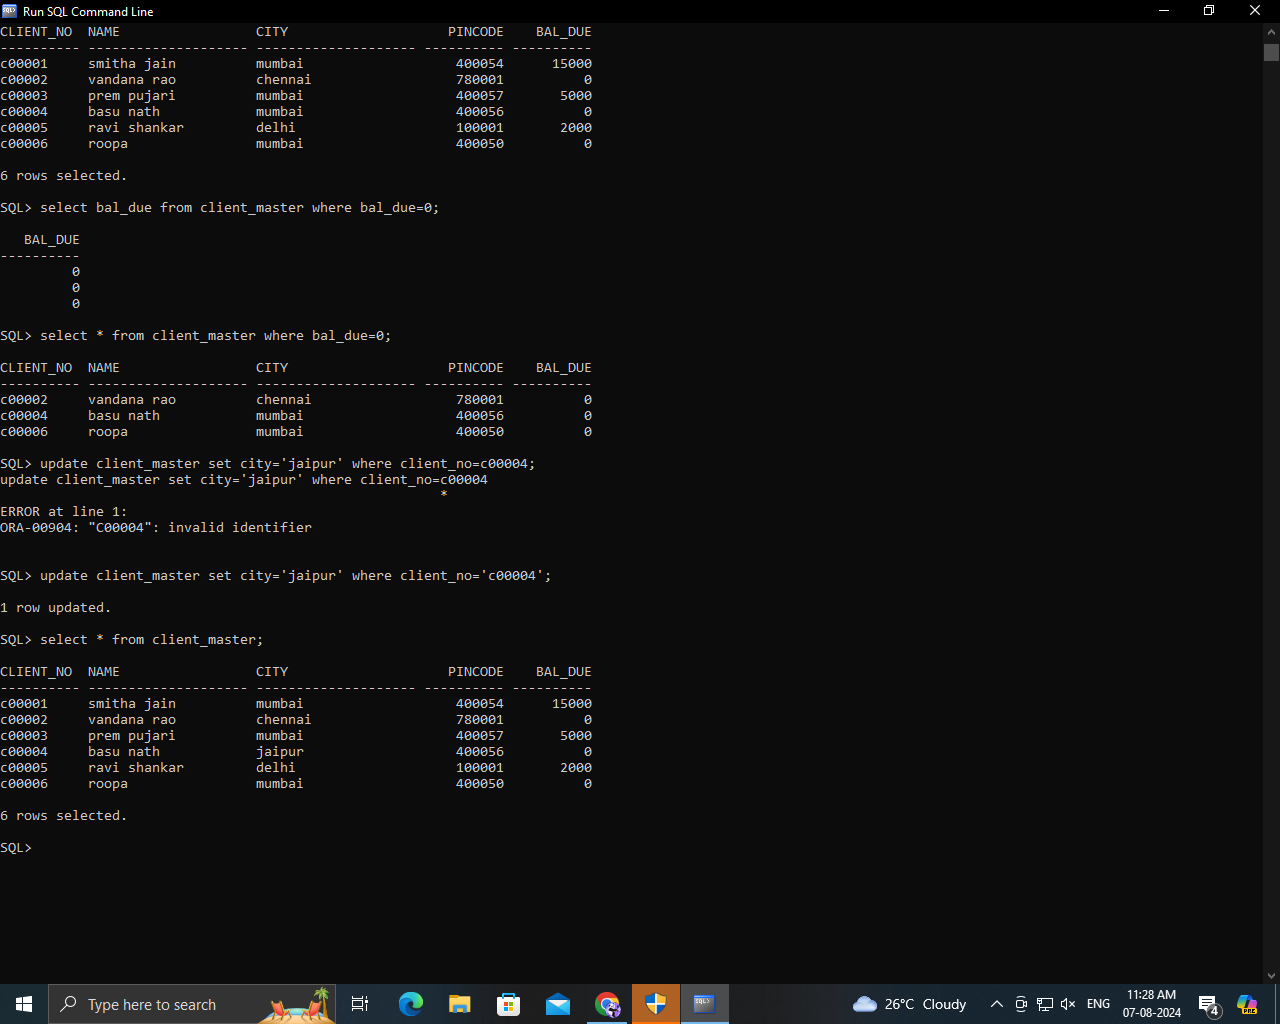 Run SQL Command Line
CLIENT_NO  NAME                 CITY                    PINCODE    BAL_DUE
---------- -------------------- -------------------- ---------- ----------
c00001     smitha jain          mumbai                   400054      15000
c00002     vandana rao          chennai                  780001          0
c00003     prem pujari          mumbai                   400057       5000
c00004     basu nath            mumbai                   400056          0
c00005     ravi shankar         delhi                    100001       2000
c00006     roopa                mumbai                   400050          0
6 rows selected.
SQL> select bal_due from client_master where bal_due=0;
   BAL_DUE
----------
         0
         0
         0
SQL> select * from client_master where bal_due=0;
CLIENT_NO  NAME                 CITY                    PINCODE    BAL_DUE
---------- -------------------- -------------------- ---------- ----------
c00002     vandana rao          chennai                  780001          0
c00004     basu nath            mumbai                   400056          0
c00006     roopa                mumbai                   400050          0
SQL> update client_master set city='jaipur' where client_no=c00004;
update client_master set city='jaipur' where client_no=c00004
                                                       *
ERROR at line 1:
ORA-00904: "C00004": invalid identifier
SQL> update client_master set city='jaipur' where client_no='c00004';
1 row updated.
SQL> select * from client_master;
CLIENT_NO  NAME                 CITY                    PINCODE    BAL_DUE
---------- -------------------- -------------------- ---------- ----------
c00001     smitha jain          mumbai                   400054      15000
c00002     vandana rao          chennai                  780001          0
c00003     prem pujari          mumbai                   400057       5000
c00004     basu nath            jaipur                   400056          0
c00005     ravi shankar         delhi                    100001       2000
c00006     roopa                mumbai                   400050          0
6 rows selected.
SQL>
Type here to search
26°C Cloudy
ENG
11:28 AM
07-08-2024
4
PRE